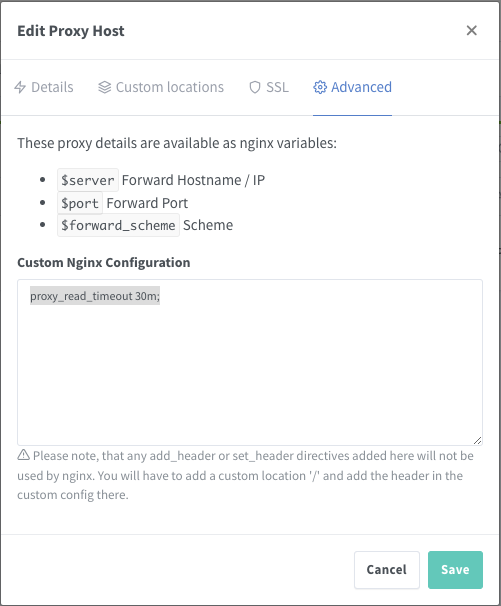 Edit Proxy Host
Details
Custom locations
SSL
Advanced
These proxy details are available as nginx variables:
$server Forward Hostname / IP
$port Forward Port
$forward_scheme Scheme
Custom Nginx Configuration
proxy_read_timeout 30m;
Please note, that any add_header or set_header directives added here will not be
used by nginx. You will have to add a custom location '/' and add the header in the
custom config there.
Cancel
Save